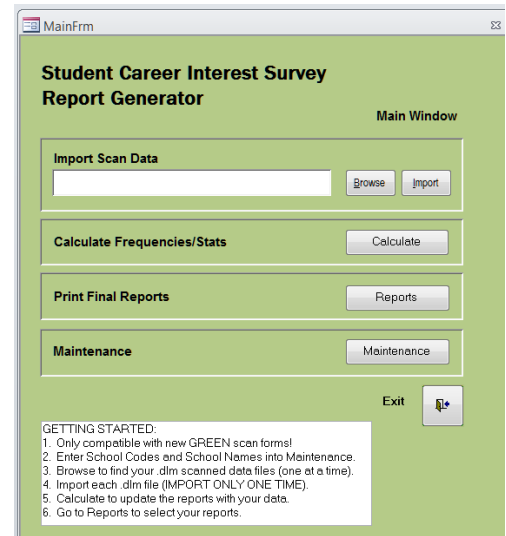 MainFrm
Student Career Interest Survey
Report Generator
Main Window
Import Scan Data
Browse Import
Calculate Frequencies/Stats Calculate
Print Final Reports Reports
Maintenance Maintenance
Exit
GETTING STARTED:
1. Only compatible with new GREEN scan forms!
2. Enter School Codes and School Names into Maintenance.
3. Browse to find your .dlm scanned data files (one at a time).
4. Import each .dlm file (IMPORT ONLY ONE TIME).
5. Calculate to update the reports with your data.
6. Go to Reports to select your reports.